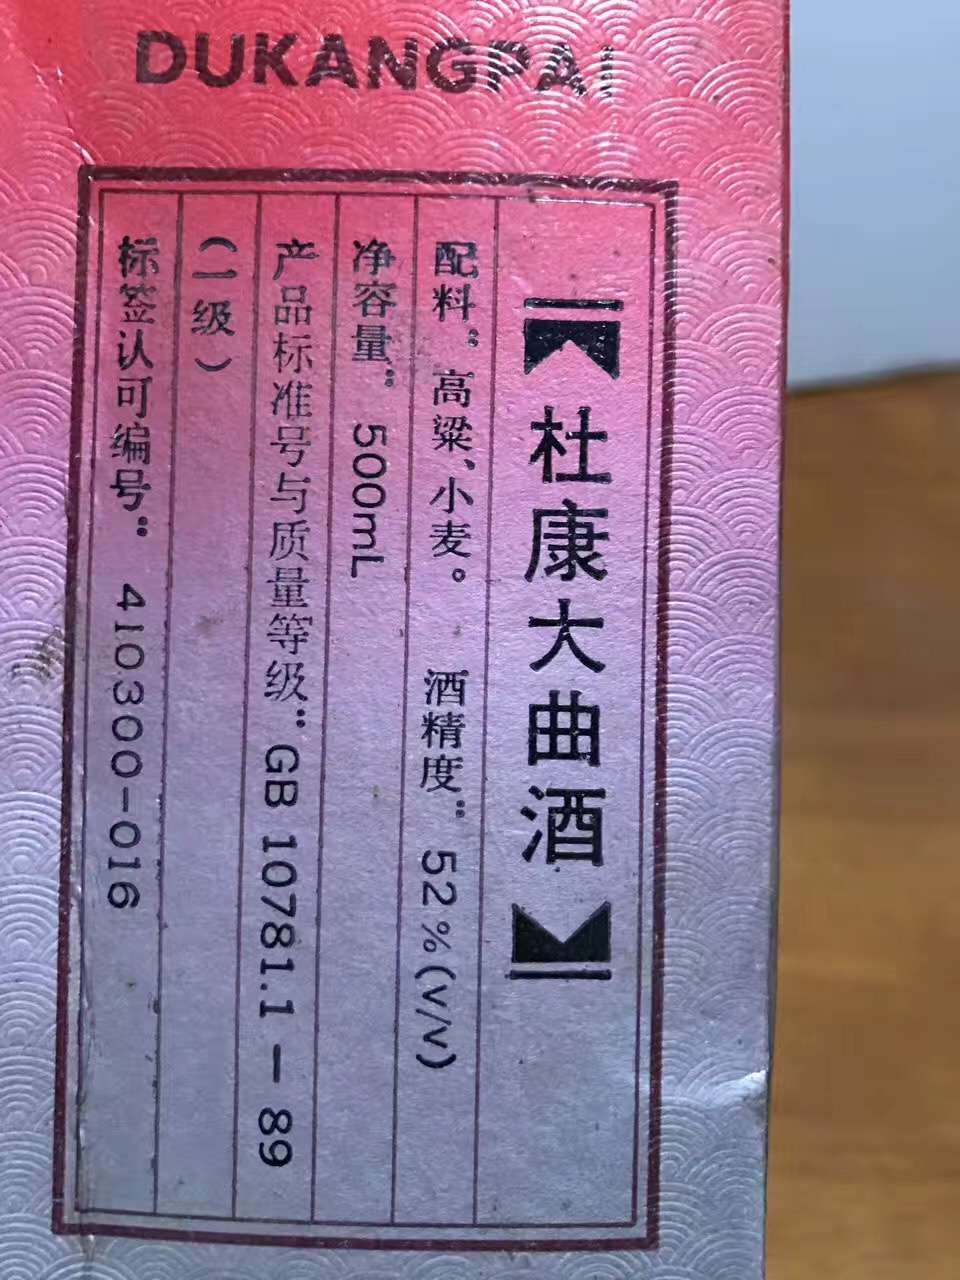 DUKANGPAI
杜康大曲酒
配料：高粱、小麦。 酒精度：52%(V/V)
净容量：500mL
产品标准号与质量等级：GB 10781.1－89
(一级)
标签认可编号：410300-016